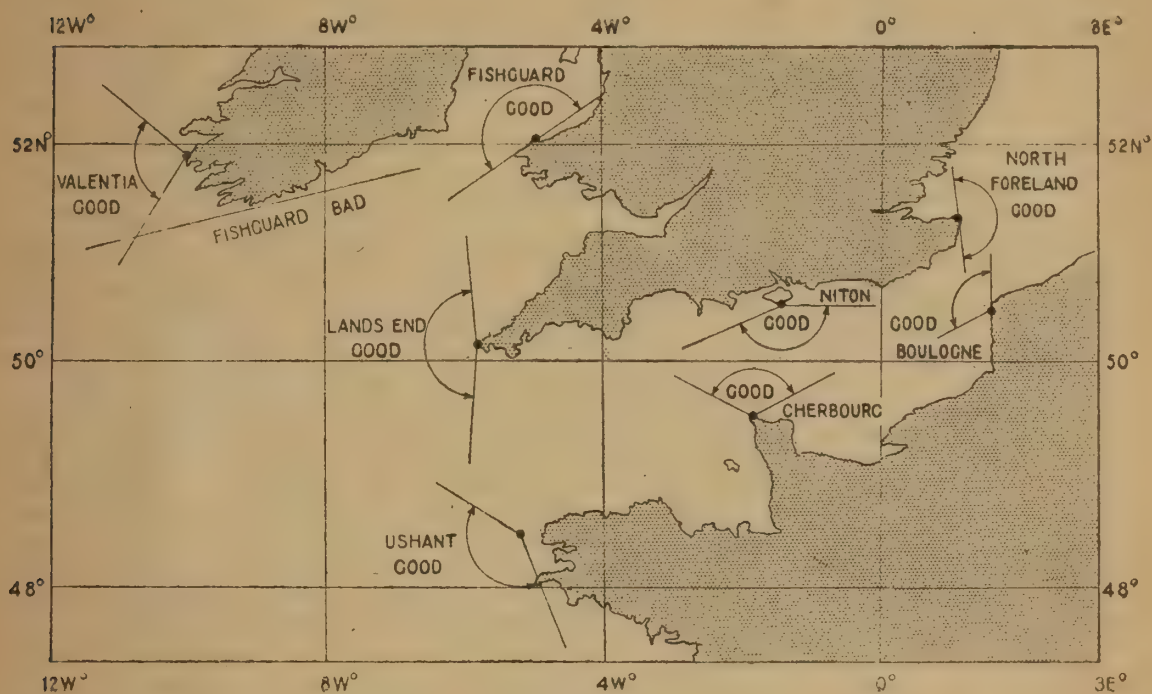 12W° 8W° 4W° 0° 3E°
FISHGUARD
GOOD
52N° 52N°
VALENTIA
GOOD
NORTH
FORELAND
GOOD
FISHGUARD BAD
LANDS END
GOOD
NITON
GOOD
GOOD
BOULOGNE
50° 50°
GOOD
CHERBOURG
USHANT
GOOD
48° 48°
12W° 8W° 4W° 0° 3E°